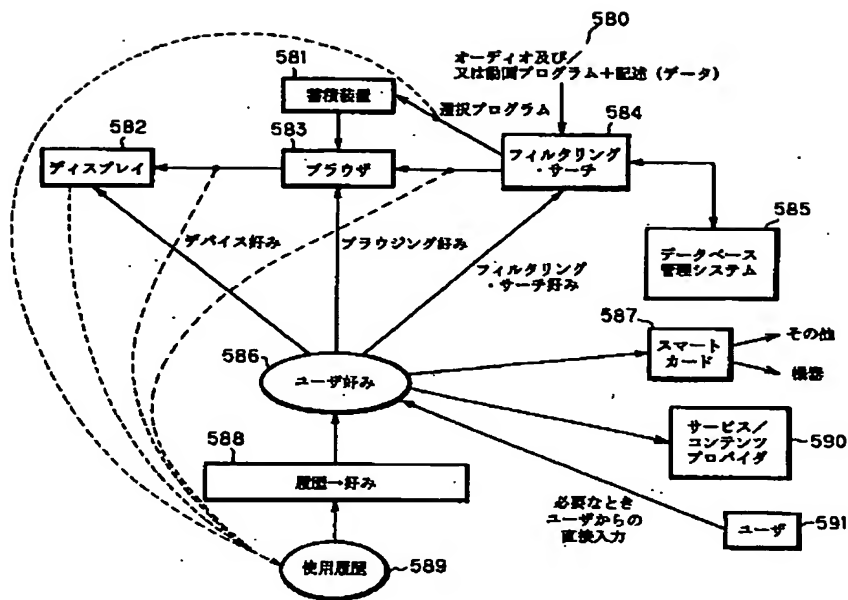 580
オーディオ及び/
又は動画プログラム+記述(データ)
581
蓄積装置
選択プログラム
584
582
583
ディスプレイ
ブラウザ
フィルタリング
・サーチ
585
データベース
管理システム
デバイス好み
ブラウジング好み
フィルタリング
・サーチ好み
587
スマート
カード
その他
機器
586
ユーザ好み
588
履歴→好み
サービス/
コンテンツ
プロバイダ
590
必要なとき
ユーザからの
直接入力
ユーザ
591
使用履歴
589